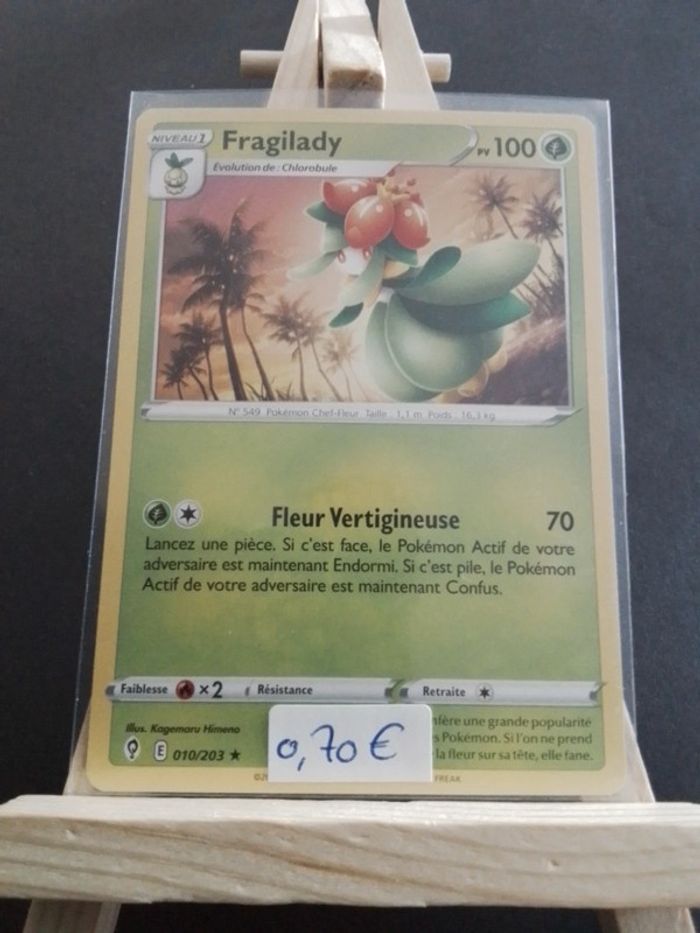 NIVEAU 1 Fragilady PV 100
Évolution de : Chlorobule
N° 549 Pokémon Chef-Fleur Taille : 1,1 m Poids : 16,3 kg
Fleur Vertigineuse 70
Lancez une pièce. Si c'est face, le Pokémon Actif de votre
adversaire est maintenant Endormi. Si c'est pile, le Pokémon
Actif de votre adversaire est maintenant Confus.
Faiblesse ×2 Résistance Retraite
Illus. Kagemaru Himeno
E 010/203 ★
0,70 €
une grande popularité
Pokémon. Si l'on ne prend
la fleur sur sa tête, elle fane.
FREAK